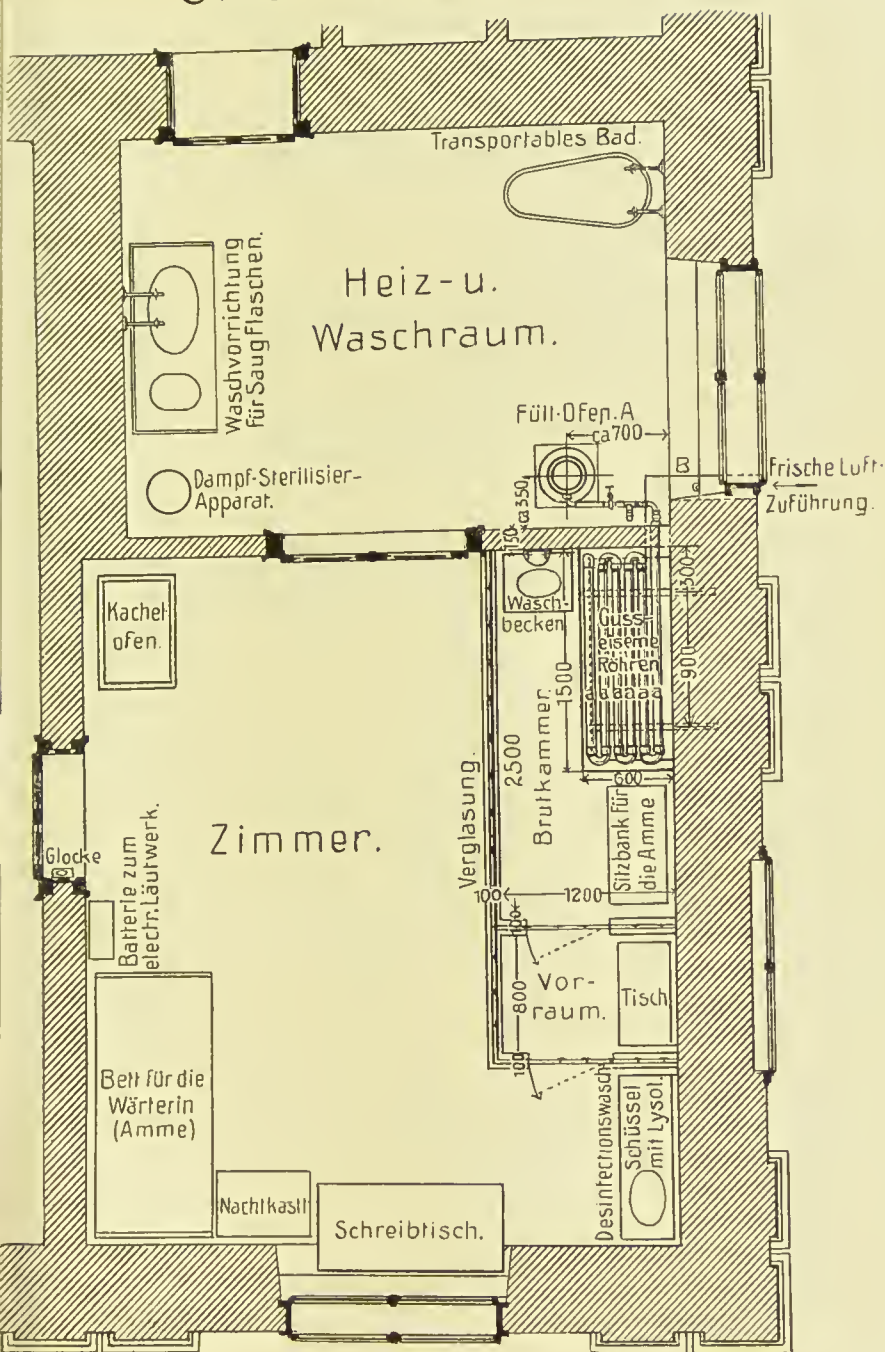 Transportables Bad.
Heiz-u.
Waschraum.
Waschvorrichtung
für Saugflaschen.
Füll-Ofen. A
ca700
B
Frische Luft-
Zuführung.
Dampf-Sterilisier-
Apparat.
ca 350
150
Kachel
ofen.
Wasch-
becken
Guss-
eiserne
Röhren
a a a a a a
300
900
1500
600
2500
Brutkammer.
Verglasung.
Zimmer.
Sitzbank für
die Amme
100
1200
100
Glocke
Batterie zum
electr. Läutwerk.
Vor-
raum.
800
Tisch
100
Bett für die
Wärterin
(Amme)
Desinfectionswasch
Schüssel
mit Lysol.
Nachtkastl
Schreibtisch.